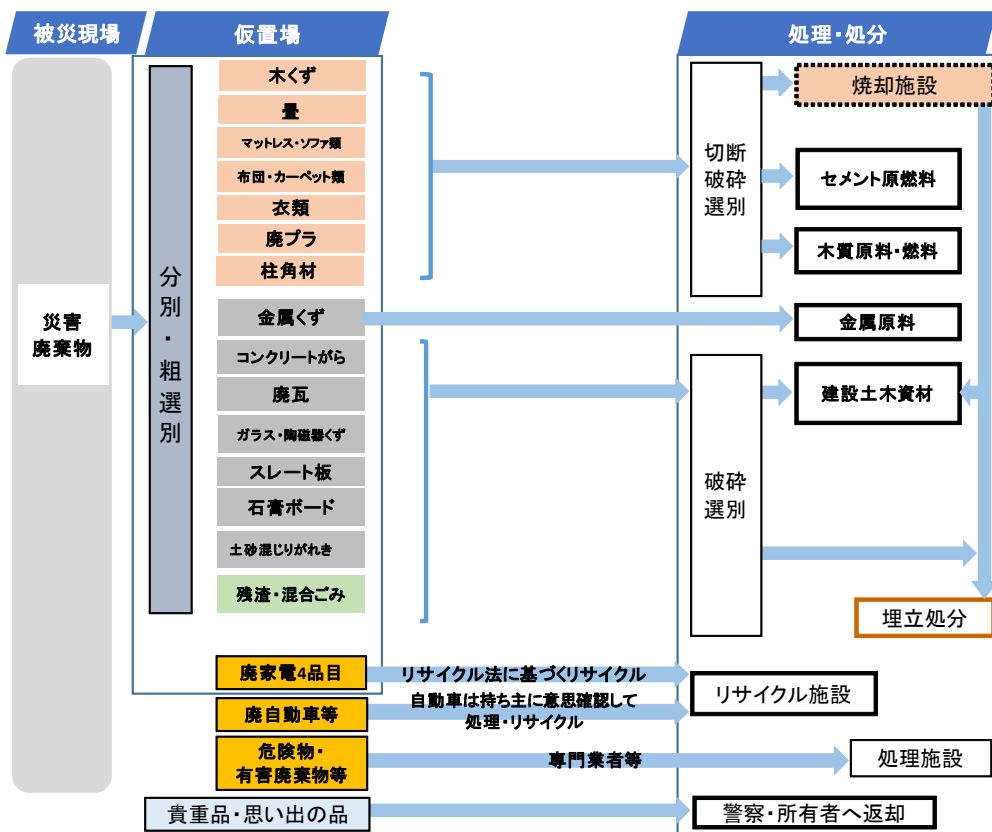 被災現場
仮置場
処理・処分
災害
廃棄物
分別・粗選別
木くず
畳
マットレス・ソファ類
布団・カーペット類
衣類
廃プラ
柱角材
金属くず
コンクリートがら
廃瓦
ガラス・陶磁器くず
スレート板
石膏ボード
土砂混じりがれき
残渣・混合ごみ
廃家電4品目
廃自動車等
危険物・
有害廃棄物等
貴重品・思い出の品
リサイクル法に基づくリサイクル
自動車は持ち主に意思確認して
処理・リサイクル
専門業者等
切断
破砕
選別
焼却施設
セメント原燃料
木質原料・燃料
金属原料
破砕
選別
建設土木資材
埋立処分
リサイクル施設
処理施設
警察・所有者へ返却